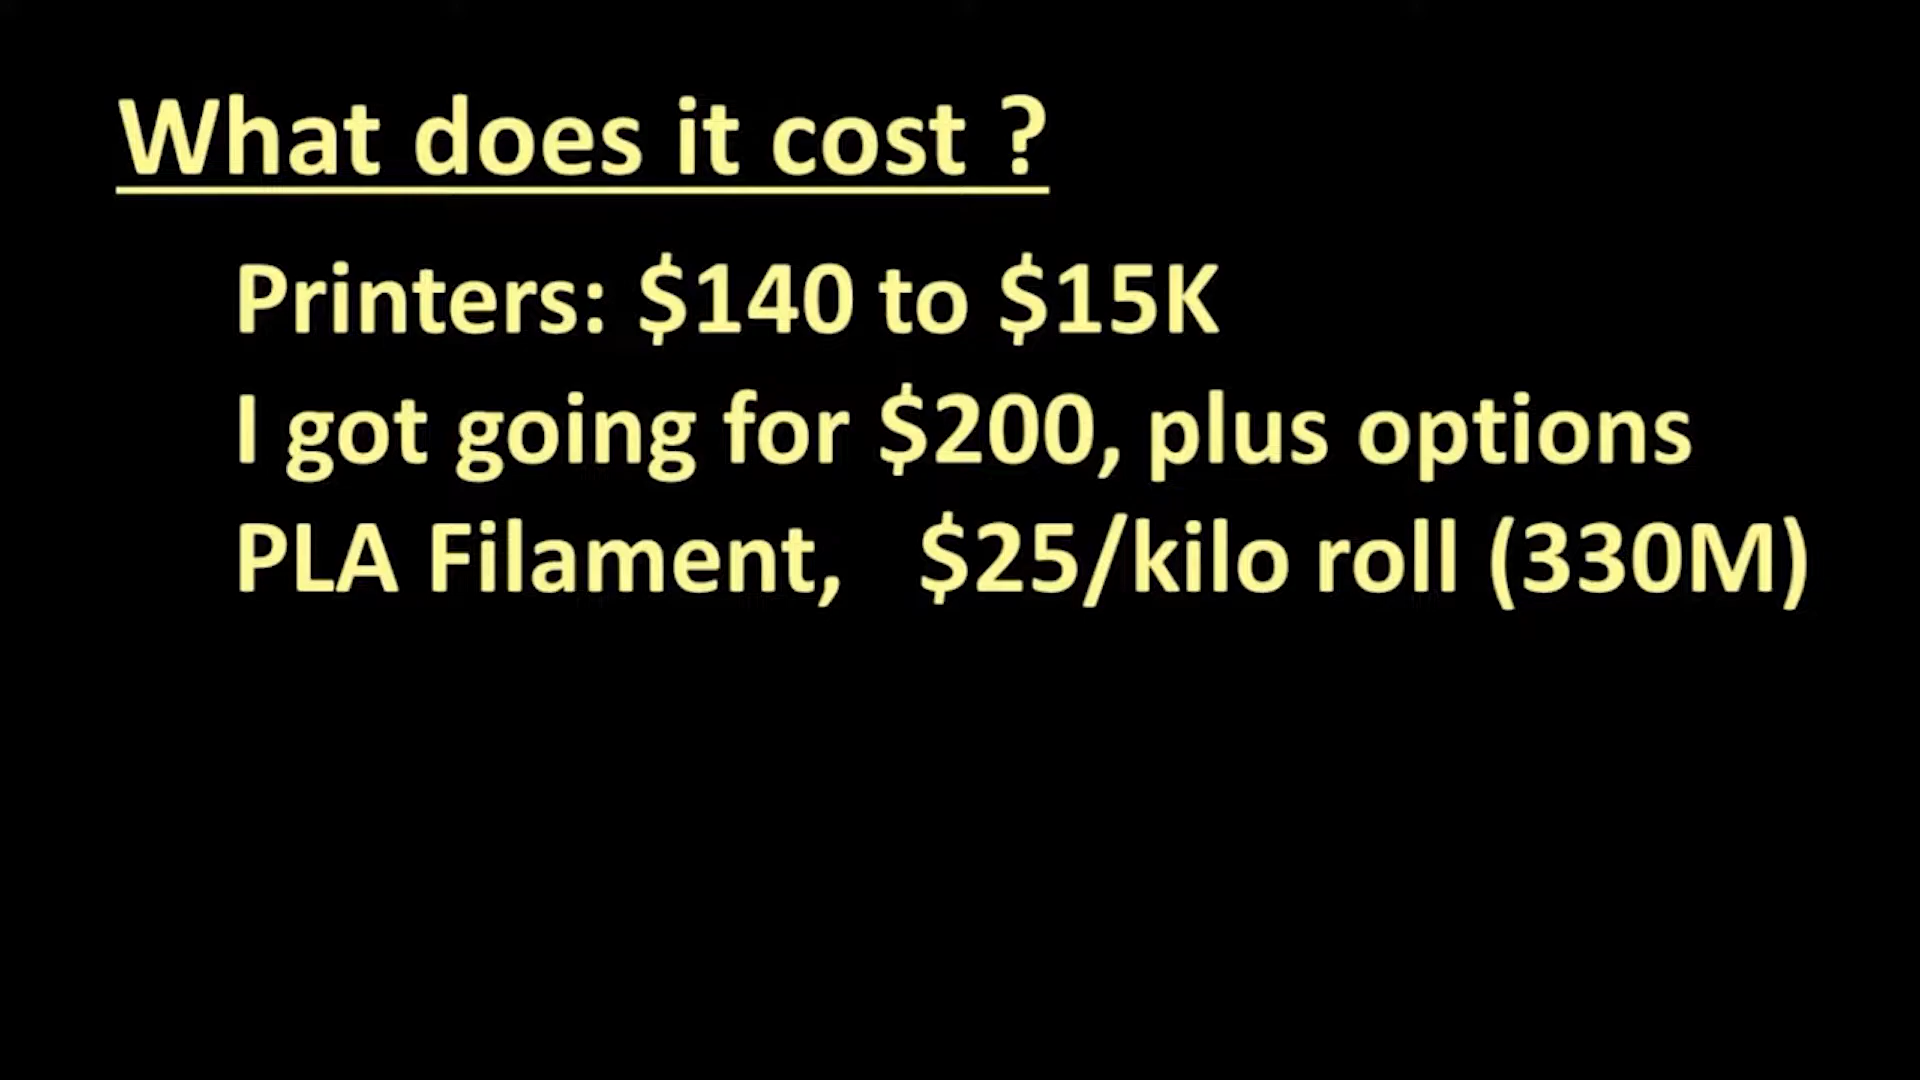 What does it cost ?
Printers: $140 to $15K
I got going for $200, plus options
PLA Filament,   $25/kilo roll (330M)